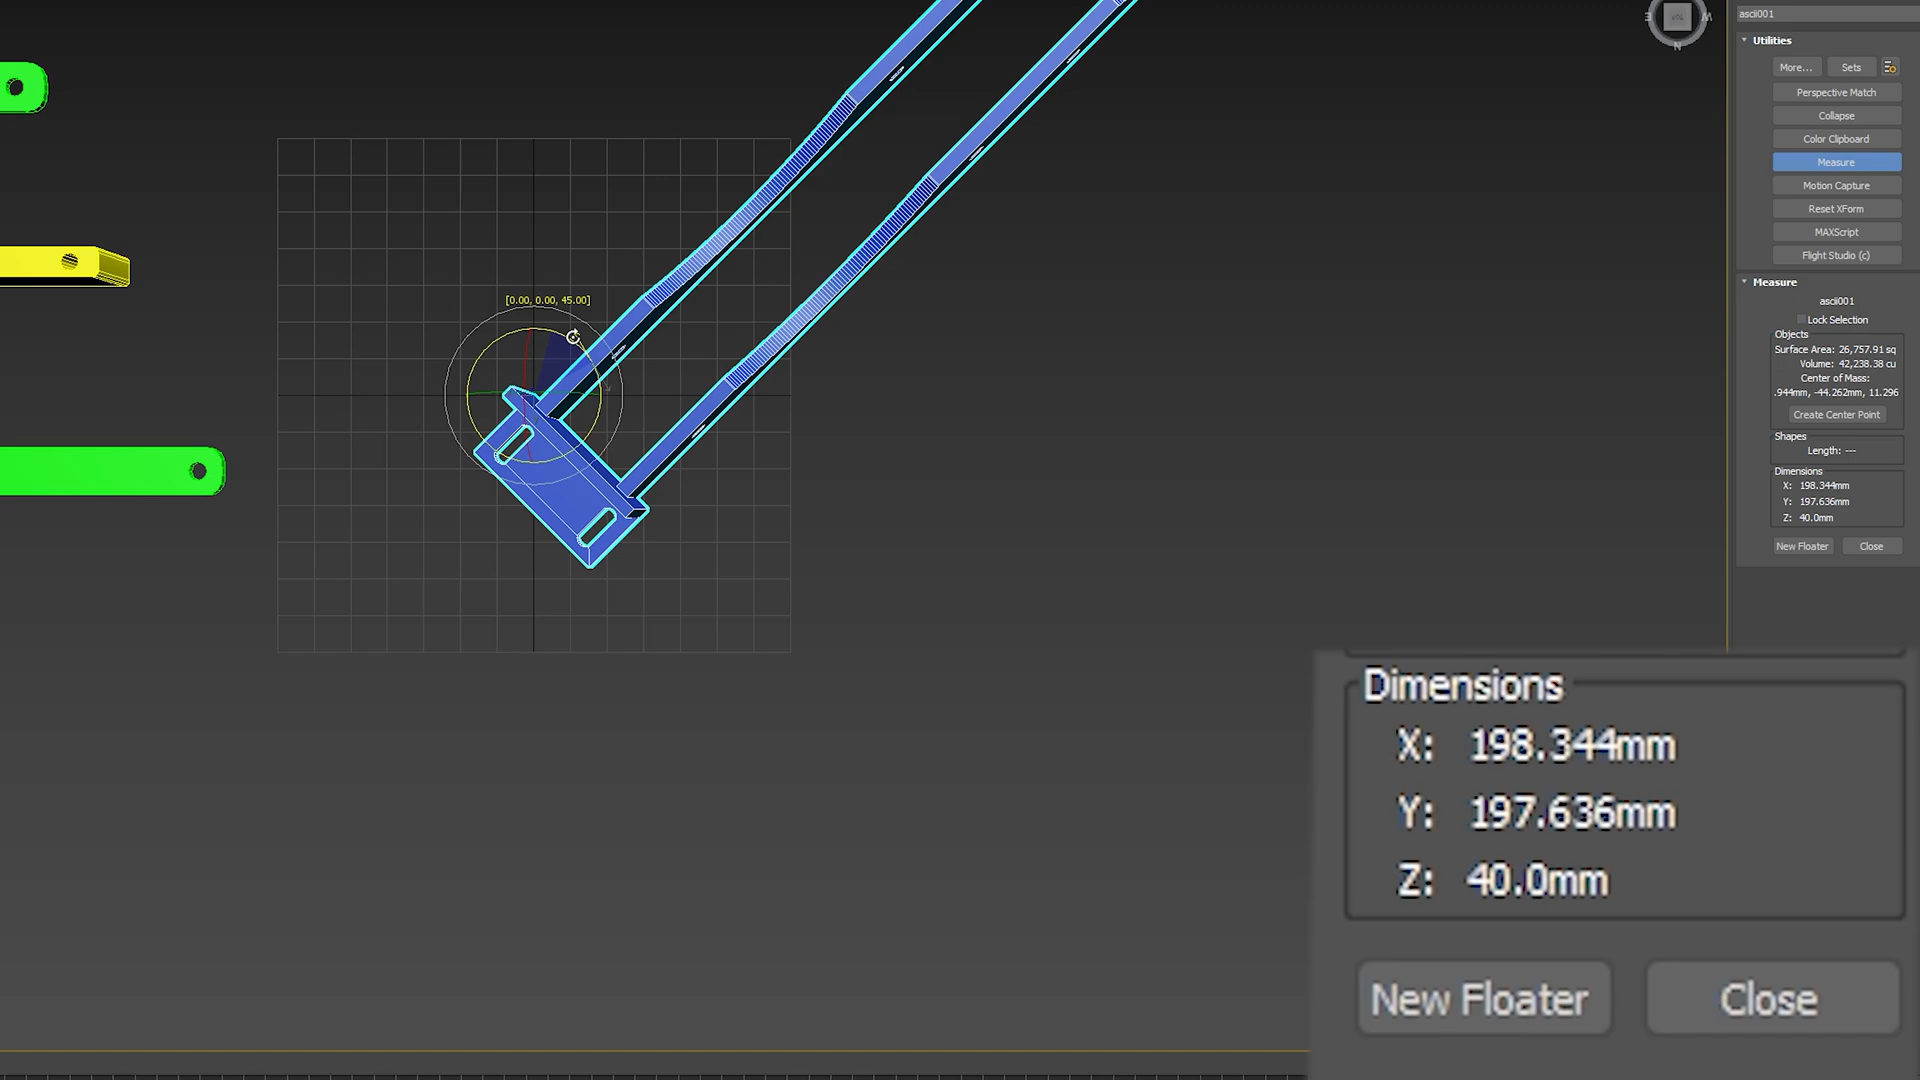 ascii001
E
W
N
Utilities
More...
Sets
Perspective Match
Collapse
Color Clipboard
Measure
Motion Capture
Reset XForm
MAXScript
Flight Studio (c)
Measure
ascii001
Lock Selection
Objects
Surface Area: 26,757.91 sq
Volume: 42,238.38 cu
Center of Mass:
.944mm, -44.262mm, 11.296
Create Center Point
Shapes
Length: ---
Dimensions
X: 198.344mm
Y: 197.636mm
Z: 40.0mm
New Floater
Close
[0.00, 0.00, 45.00]
Dimensions
X: 198.344mm
Y: 197.636mm
Z: 40.0mm
New Floater
Close